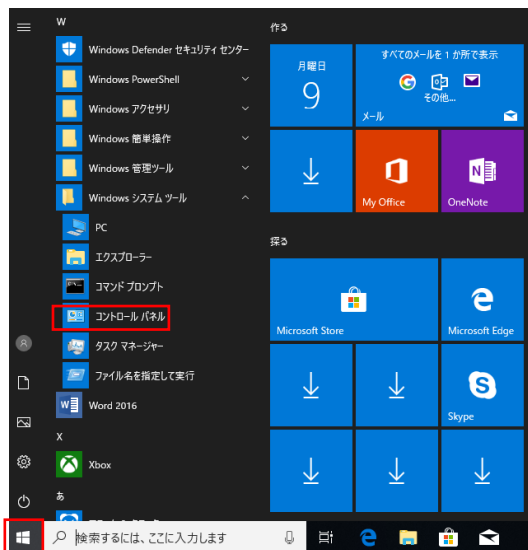 W
Windows Defender セキュリティ センター
Windows PowerShell
Windows アクセサリ
Windows 簡単操作
Windows 管理ツール
Windows システム ツール
PC
エクスプローラー
コマンド プロンプト
コントロール パネル
タスク マネージャー
ファイル名を指定して実行
Word 2016
X
Xbox
あ
作る
月曜日
9
すべてのメールを 1 か所で表示
その他...
メール
My Office
OneNote
探る
Microsoft Store
Microsoft Edge
Skype
検索するには、ここに入力します